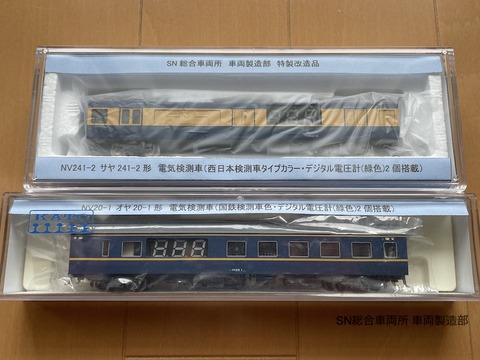 SN 総合車両所 車両製造部 特製改造品
NV241-2 サヤ 241-2 形 電気検測車(西日本検測車タイプカラー・デジタル電圧計(緑色)2 個搭載)
NV20-1 オヤ 20-1 形 電気検測車(国鉄検測車色・デジタル電圧計(緑色)2 個搭載)
KATO
888
SN総合車両所 車両製造部